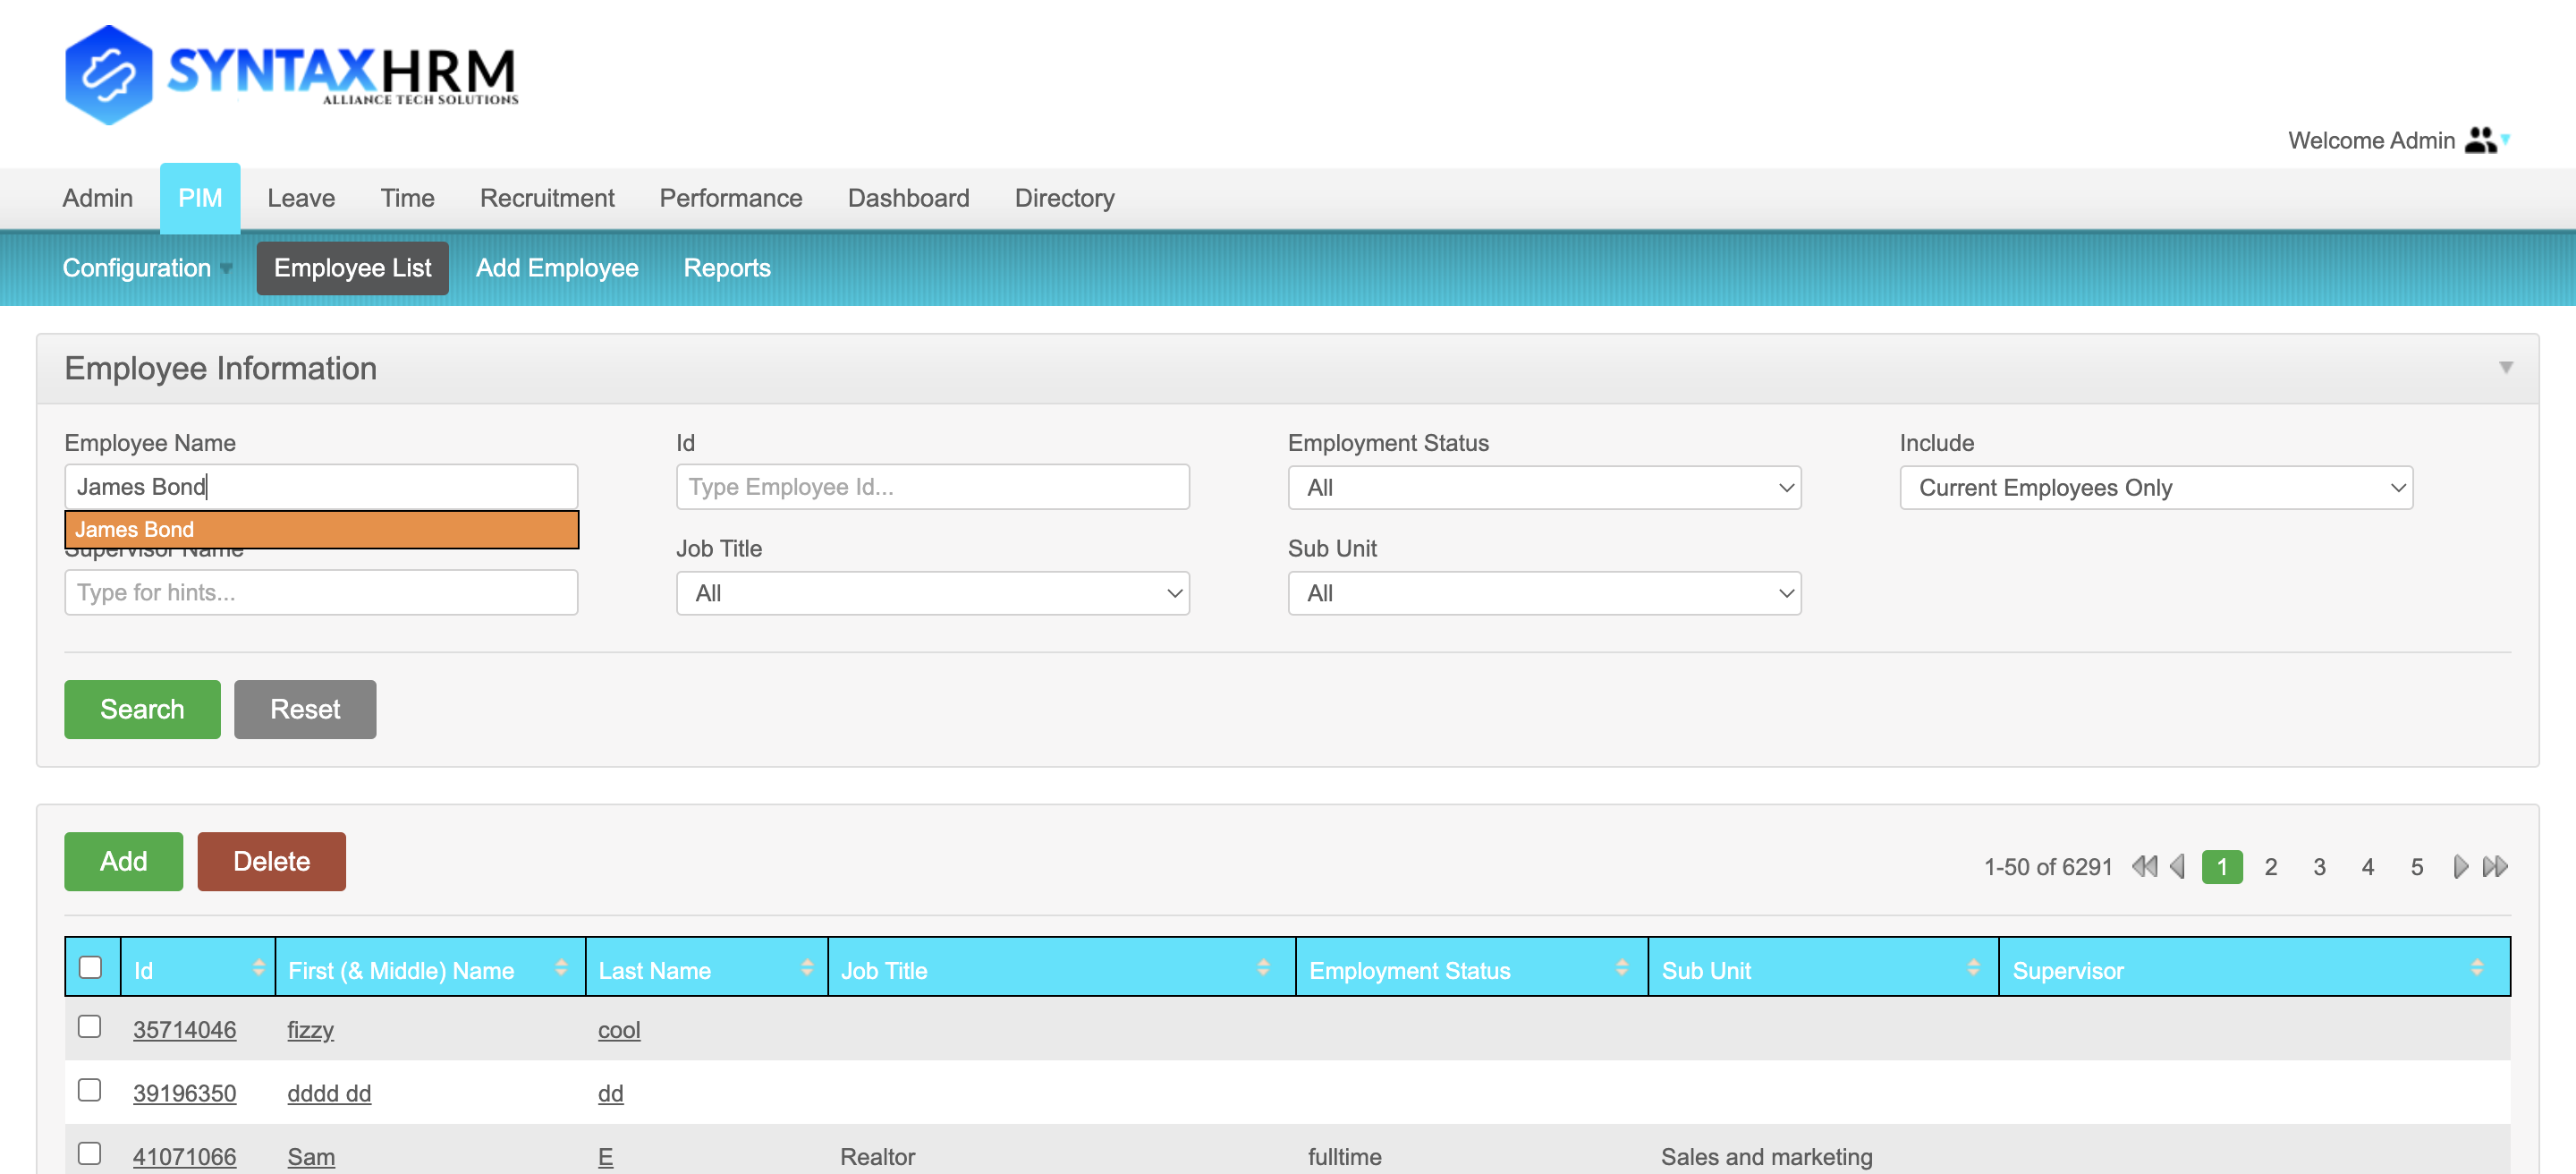 SYNTAXHRM
ALLIANCE TECH SOLUTIONS
Welcome Admin
Admin PIM Leave Time Recruitment Performance Dashboard Directory
Configuration Employee List Add Employee Reports
Employee Information
Employee Name Id Employment Status Include
James Bond Type Employee Id... All Current Employees Only
James Bond
Supervisor Name Job Title Sub Unit
Type for hints... All All
Search Reset
Add Delete 1-50 of 6291 1 2 3 4 5
Id First (& Middle) Name Last Name Job Title Employment Status Sub Unit Supervisor
35714046 fizzy cool
39196350 dddd dd dd
41071066 Sam E Realtor fulltime Sales and marketing